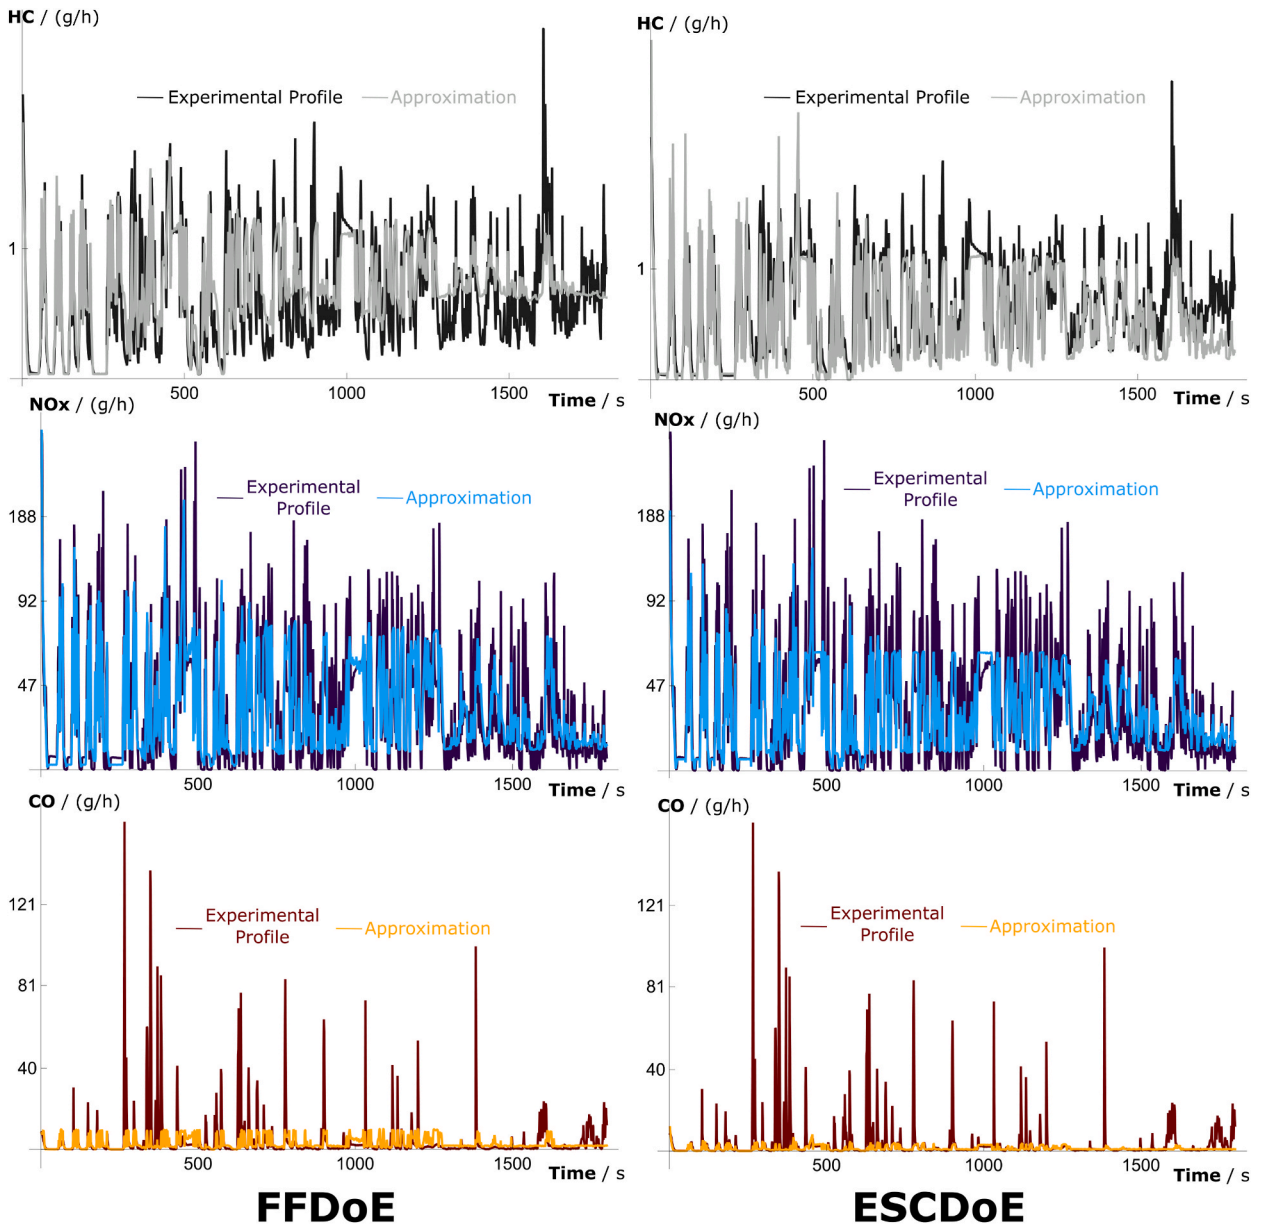 HC / (g/h)
Experimental Profile
Approximation
1
500
1000
1500
Time / s
HC / (g/h)
Experimental Profile
Approximation
1
500
1000
1500
Time / s
NOx / (g/h)
Experimental
Profile
Approximation
188
92
47
500
1000
1500
Time / s
NOx / (g/h)
Experimental
Profile
Approximation
188
92
47
500
1000
1500
Time / s
CO / (g/h)
121
Experimental
Profile
Approximation
81
40
500
1000
1500
Time / s
CO / (g/h)
121
Experimental
Profile
Approximation
81
40
500
1000
1500
Time / s
FFDoE
ESCDoE